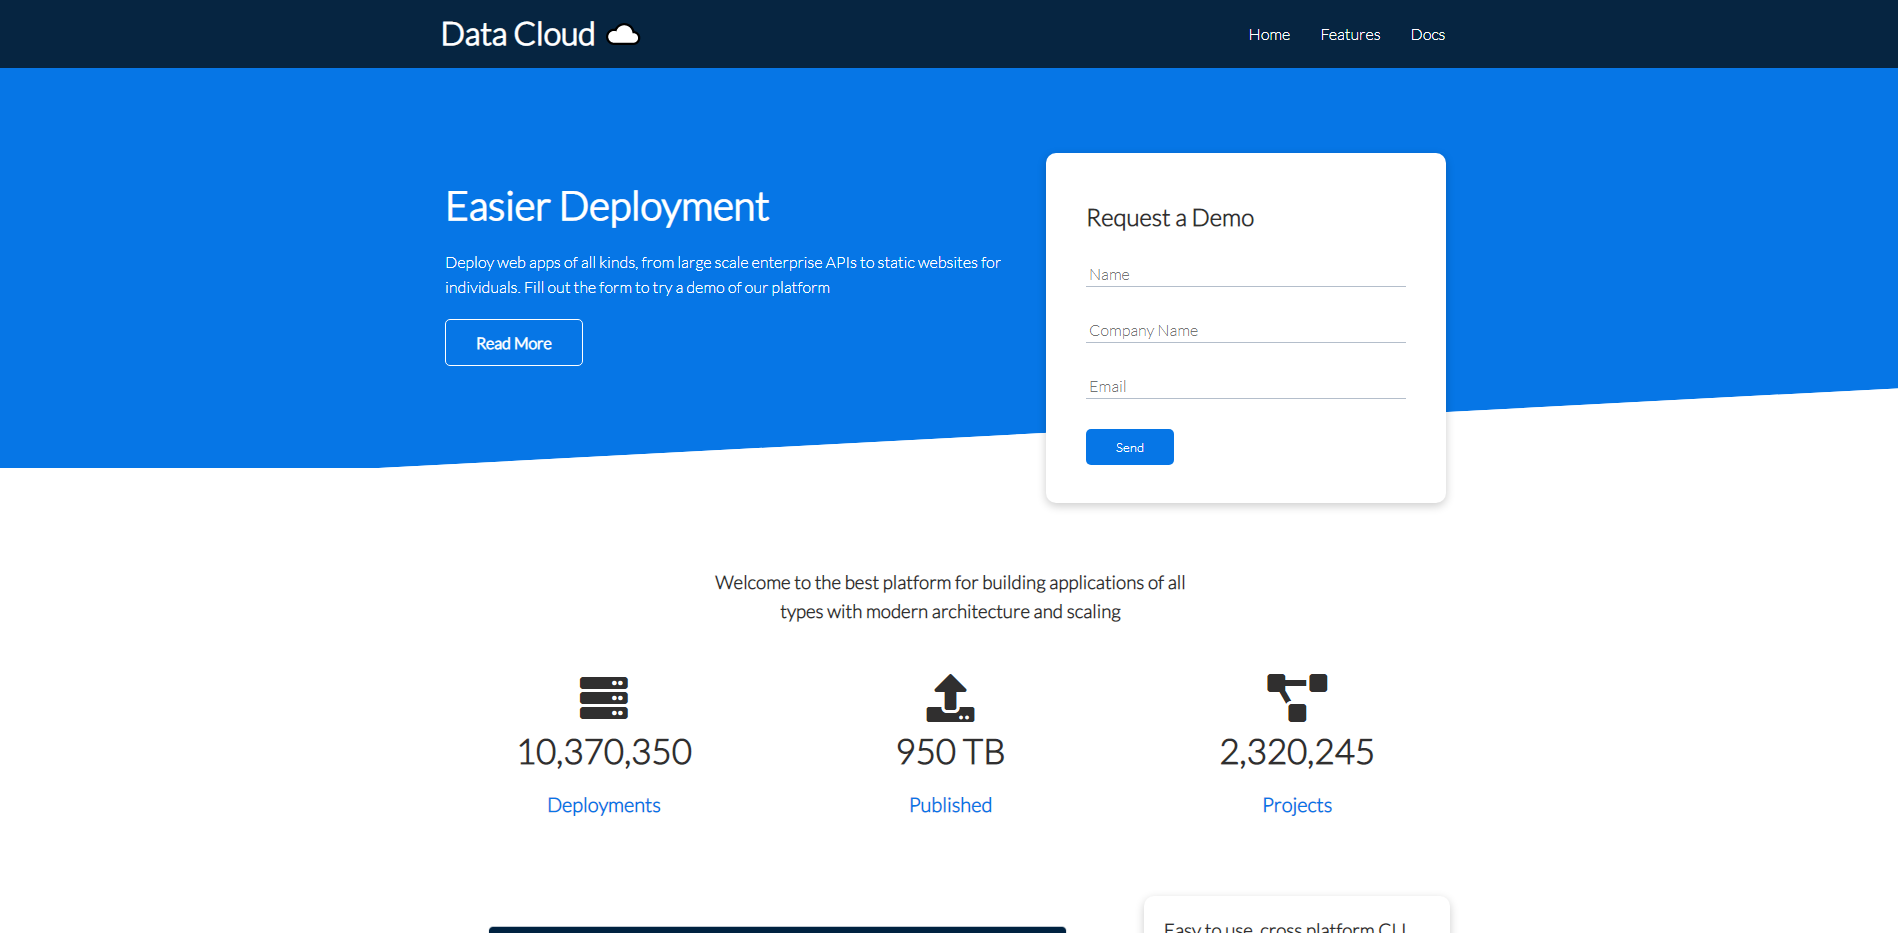 Data Cloud
Home
Features
Docs
Easier Deployment
Deploy web apps of all kinds, from large scale enterprise APIs to static websites for
individuals. Fill out the form to try a demo of our platform
Read More
Request a Demo
Name
Company Name
Email
Send
Welcome to the best platform for building applications of all
types with modern architecture and scaling
10,370,350
Deployments
950 TB
Published
2,320,245
Projects
Easy to use, cross platform CLI